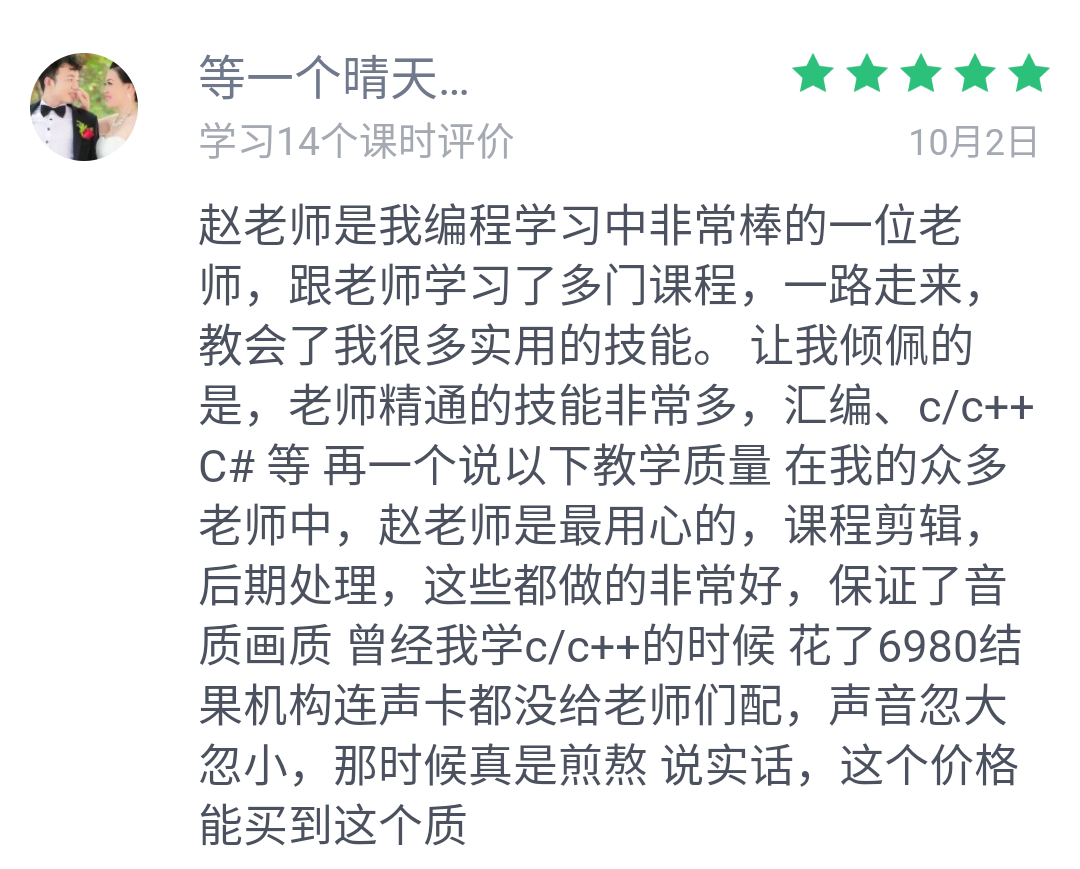 等一个晴天...
学习14个课时评价
10月2日
赵老师是我编程学习中非常棒的一位老
师，跟老师学习了多门课程，一路走来，
教会了我很多实用的技能。 让我倾佩的
是，老师精通的技能非常多，汇编、c/c++
C# 等 再一个说以下教学质量 在我的众多
老师中，赵老师是最用心的，课程剪辑，
后期处理，这些都做的非常好，保证了音
质画质 曾经我学c/c++的时候 花了6980结
果机构连声卡都没给老师们配，声音忽大
忽小，那时候真是煎熬 说实话，这个价格
能买到这个质